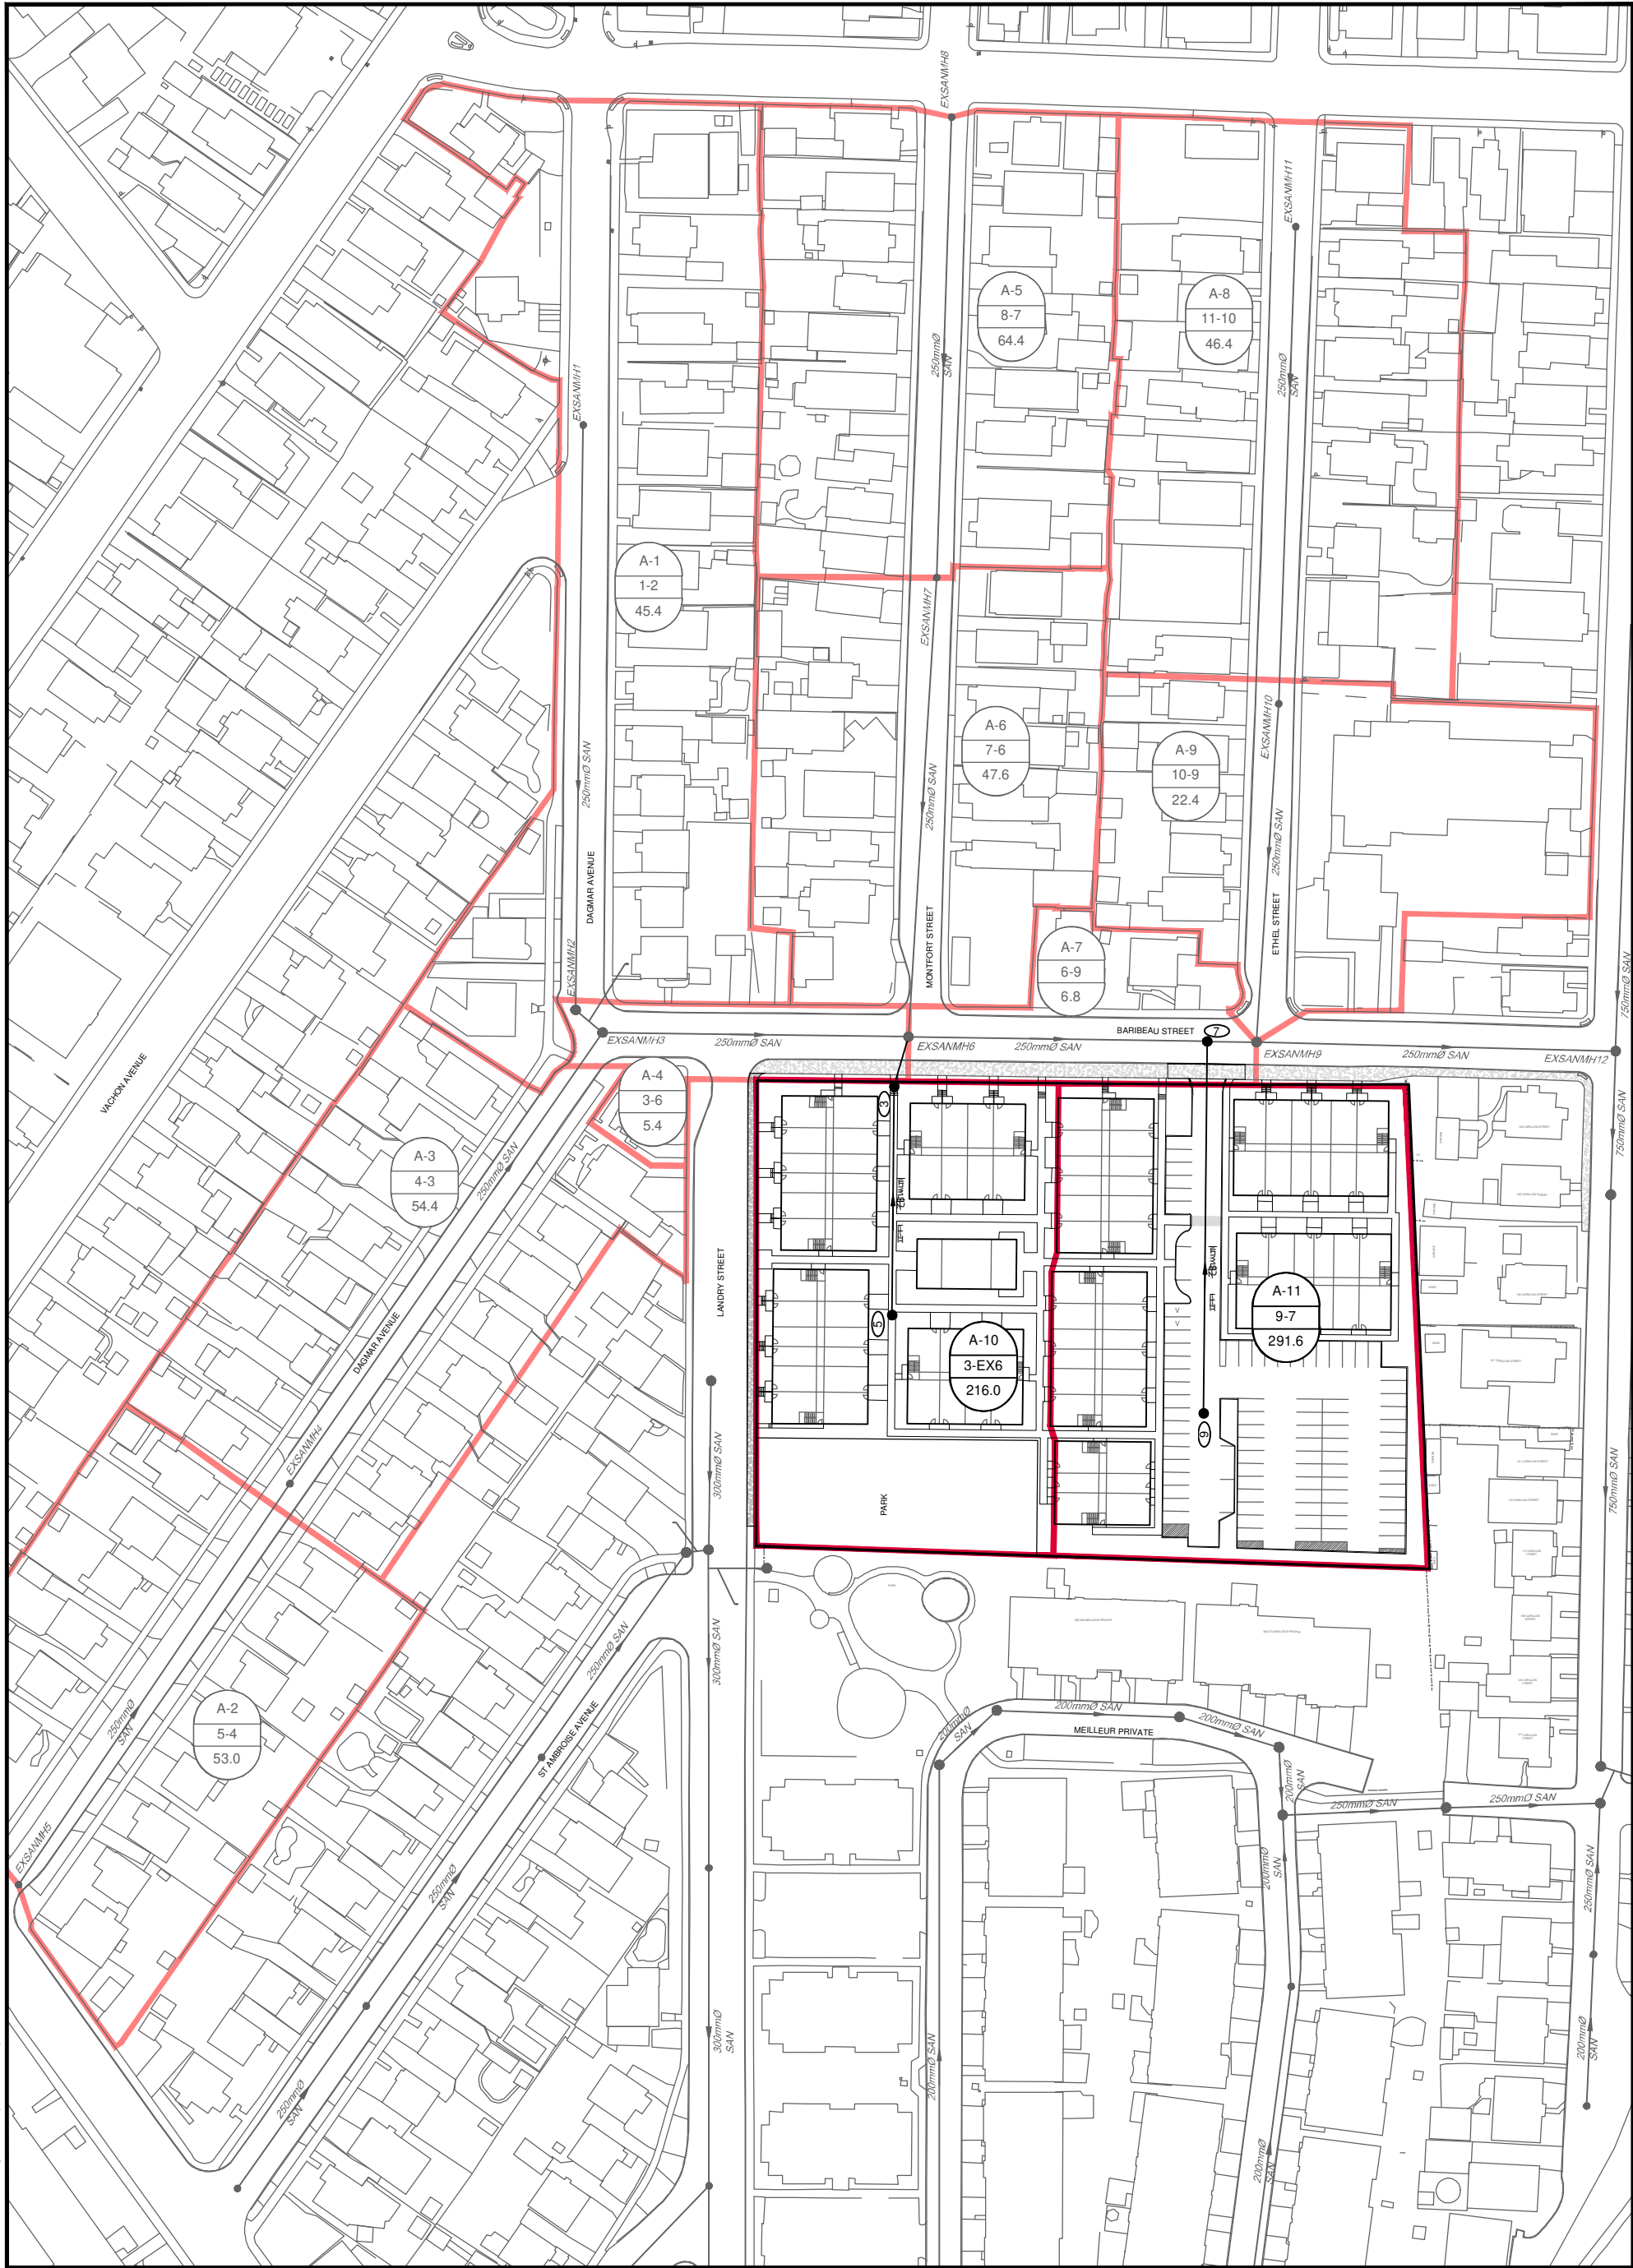 EXSANMH8
EXSANMH11
A-5
8-7
64.4
A-8
11-10
46.4
250mmØ
SAN
250mmØ
SAN
EXSANMH1
A-1
1-2
45.4
EXSANMH7
A-6
7-6
47.6
EXSANMH10
A-9
10-9
22.4
250mmØ SAN
250mmØ SAN
250mmØ SAN
DAGMAR AVENUE
MONTFORT STREET
ETHEL STREET
EXSANMH2
A-7
6-9
6.8
750mmØ SAN
BARIBEAU STREET
7
EXSANMH3
250mmØ SAN
EXSANMH6
250mmØ SAN
EXSANMH9
250mmØ SAN
EXSANMH12
VACHON AVENUE
A-4
3-6
5.4
3
750mmØ SAN
A-3
4-3
54.4
250mmØ SAN
LANDRY STREET
DAGMAR AVENUE
5
A-10
3-EX6
216.0
A-11
9-7
291.6
V
V
9
EXSANMH4
300mmØ SAN
PARK
750mmØ SAN
250mmØ SAN
300mmØ SAN
A-2
5-4
53.0
250mmØ
SAN
ST AMBROISE AVENUE
200mmØ
SAN
200mmØ SAN
200mmØ SAN
MEILLEUR PRIVATE
200mmØ
SAN
250mmØ SAN
250mmØ SAN
EXSANMH5
250mmØ
SAN
200mmØ
SAN
250mmØ SAN
300mmØ
SAN
200mmØ SAN
200mmØ
SAN
250mmØ
SAN
200mmØ
SAN